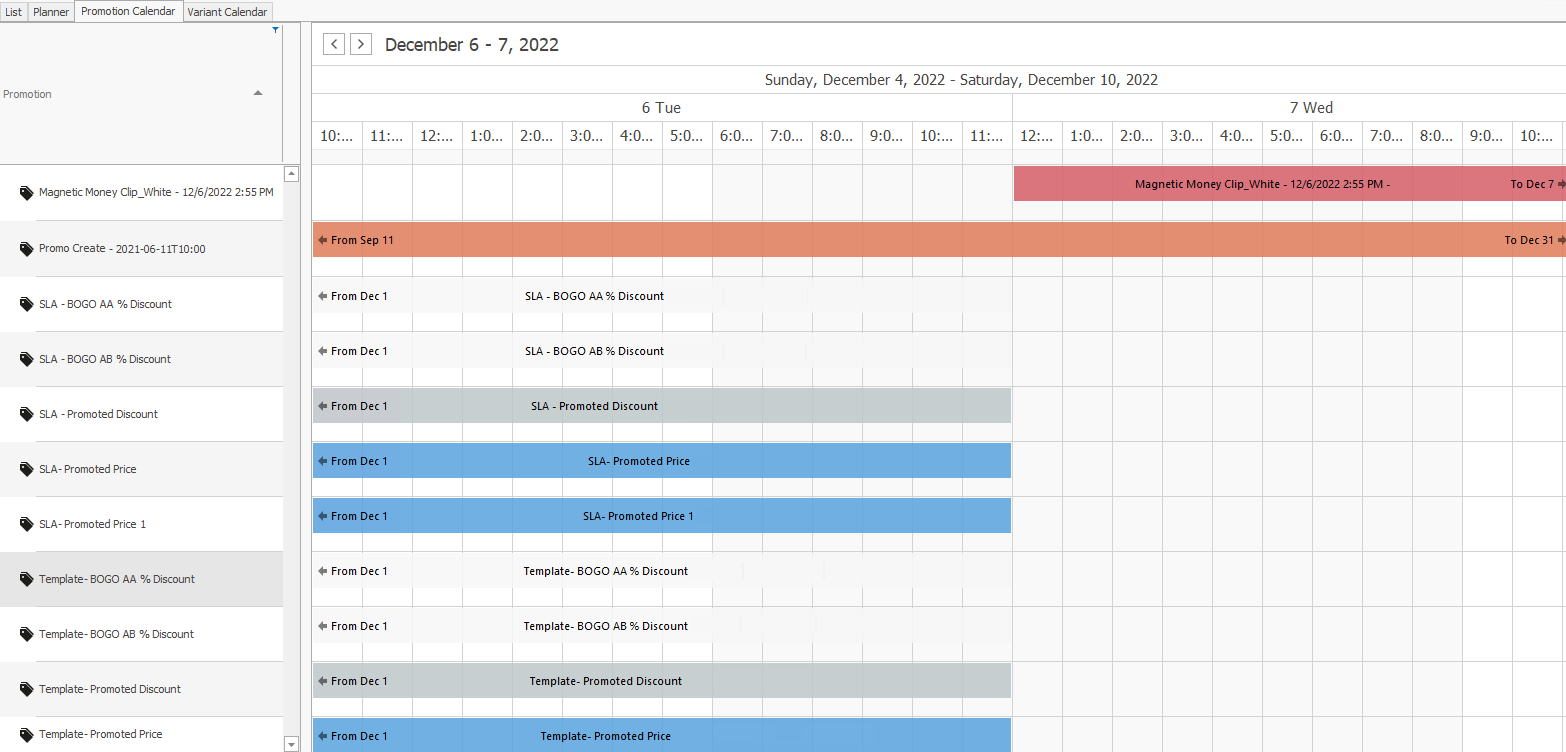 List Planner Promotion Calendar Variant Calendar
December 6 - 7, 2022
Promotion
Sunday, December 4, 2022 - Saturday, December 10, 2022
6 Tue 7 Wed
10:... 11:... 12:... 1:0... 2:0... 3:0... 4:0... 5:0... 6:0... 7:0... 8:0... 9:0... 10:... 11:... 12:... 1:0... 2:0... 3:0... 4:0... 5:0... 6:0... 7:0... 8:0... 9:0... 10:...
Magnetic Money Clip_White - 12/6/2022 2:55 PM Magnetic Money Clip_White - 12/6/2022 2:55 PM - To Dec 7
Promo Create - 2021-06-11T10:00 From Sep 11 To Dec 31
SLA - BOGO AA % Discount From Dec 1 SLA - BOGO AA % Discount
SLA - BOGO AB % Discount From Dec 1 SLA - BOGO AB % Discount
SLA - Promoted Discount From Dec 1 SLA - Promoted Discount
SLA- Promoted Price From Dec 1 SLA- Promoted Price
SLA- Promoted Price 1 From Dec 1 SLA- Promoted Price 1
Template- BOGO AA % Discount From Dec 1 Template- BOGO AA % Discount
Template- BOGO AB % Discount From Dec 1 Template- BOGO AB % Discount
Template- Promoted Discount From Dec 1 Template- Promoted Discount
Template- Promoted Price From Dec 1 Template- Promoted Price